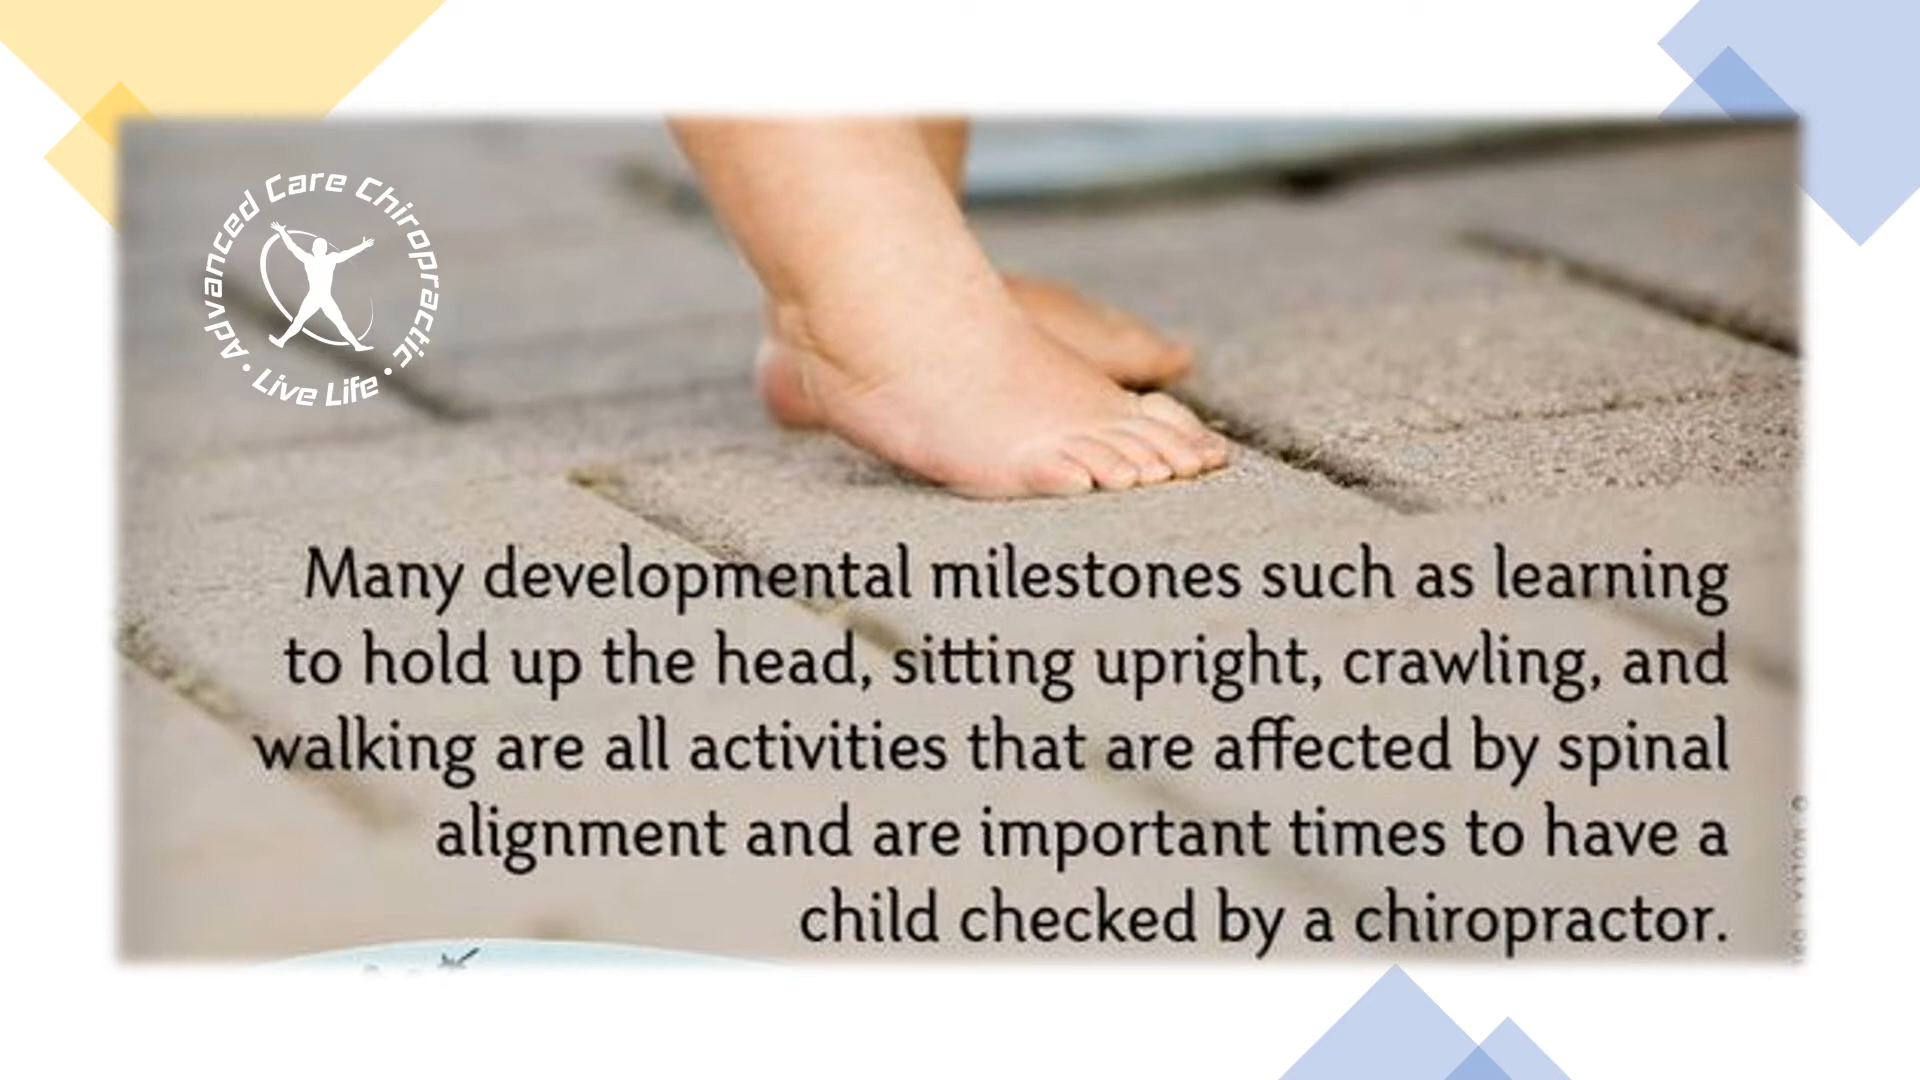 Advanced Care Chiropractic
• Live Life •
Many developmental milestones such as learning
to hold up the head, sitting upright, crawling, and
walking are all activities that are affected by spinal
alignment and are important times to have a
child checked by a chiropractor.